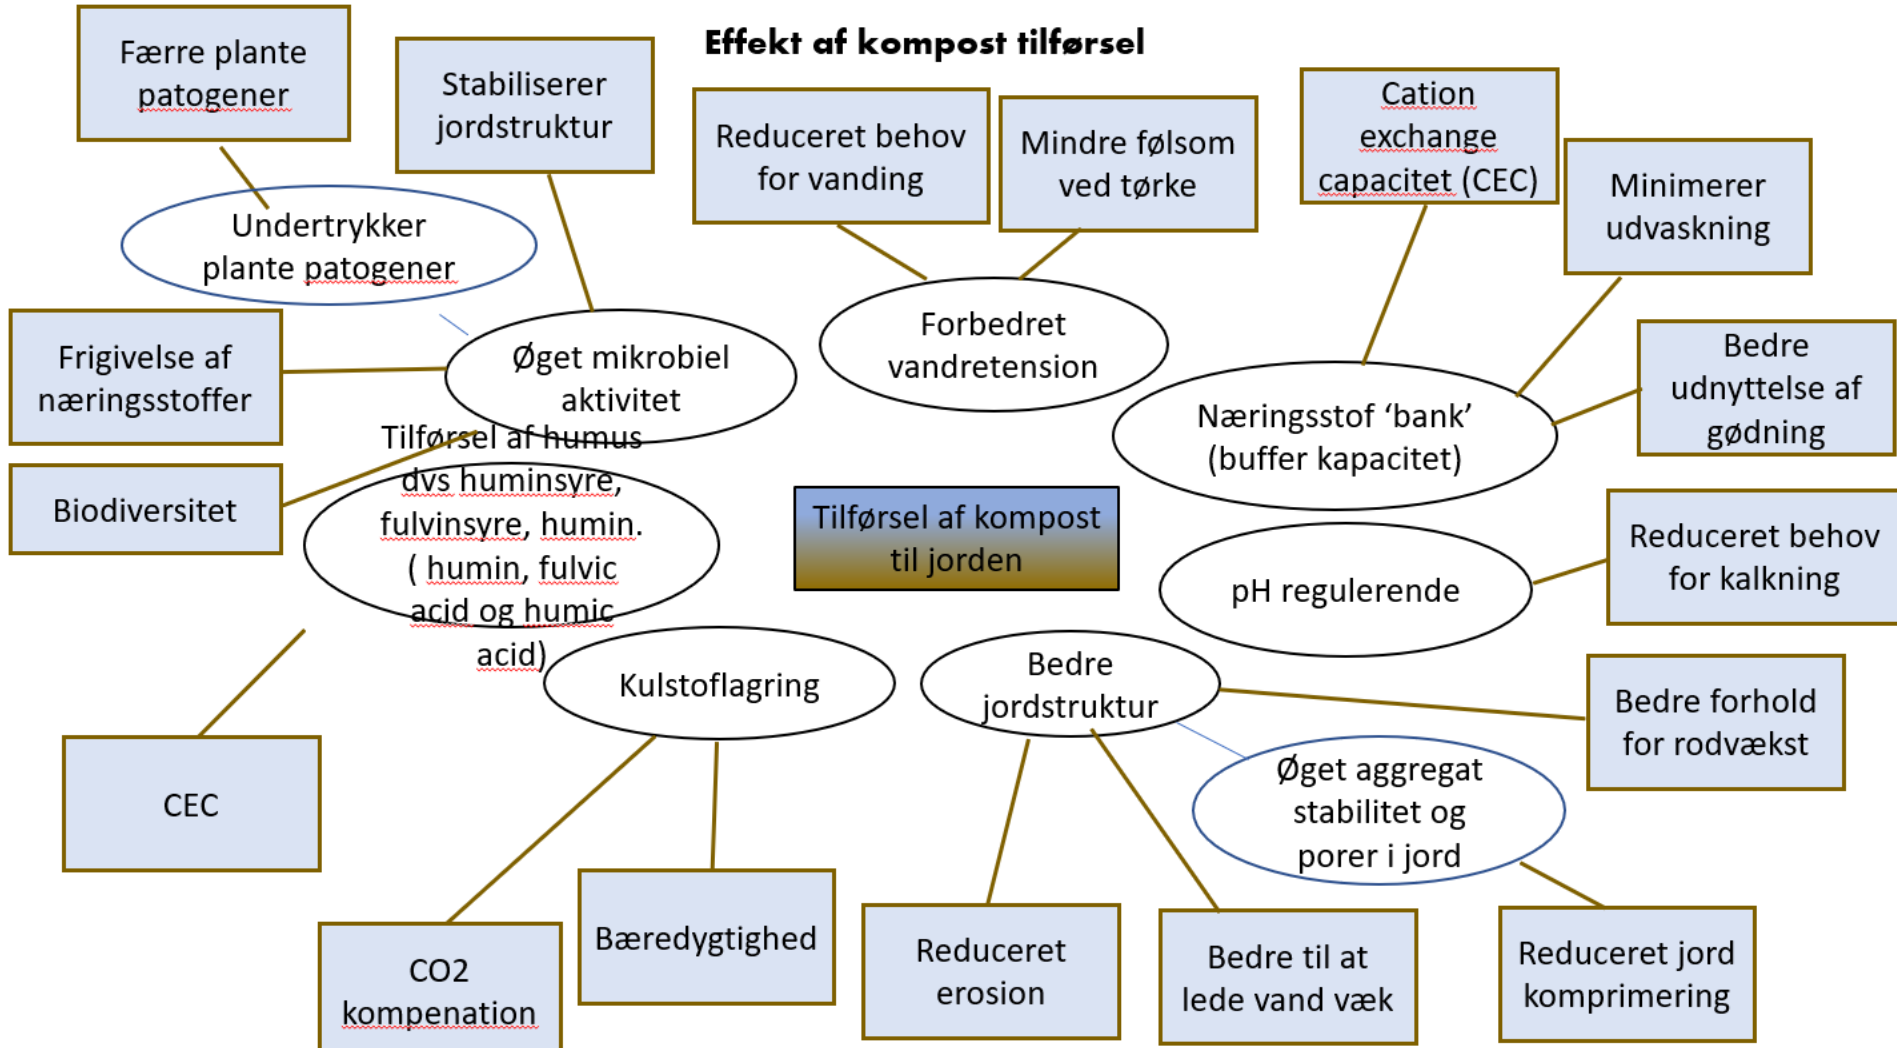 Effekt af kompost tilførsel
Færre plante
patogener
Stabiliserer
jordstruktur
Reduceret behov
for vanding
Mindre følsom
ved tørke
Cation
exchange
capacitet (CEC)
Minimerer
udvaskning
Undertrykker
plante patogener
Frigivelse af
næringsstoffer
Øget mikrobiel
aktivitet
Forbedret
vandretension
Næringsstof ‘bank’
(buffer kapacitet)
Bedre
udnyttelse af
gødning
Biodiversitet
Tilførsel af humus
dvs huminsyre,
fulvinsyre, humin.
( humin, fulvic
acid og humic
acid)
Tilførsel af kompost
til jorden
pH regulerende
Reduceret behov
for kalkning
Kulstoflagring
Bedre
jordstruktur
Bedre forhold
for rodvækst
CEC
Øget aggregat
stabilitet og
porer i jord
CO2
kompenation
Bæredygtighed
Reduceret
erosion
Bedre til at
lede vand væk
Reduceret jord
komprimering